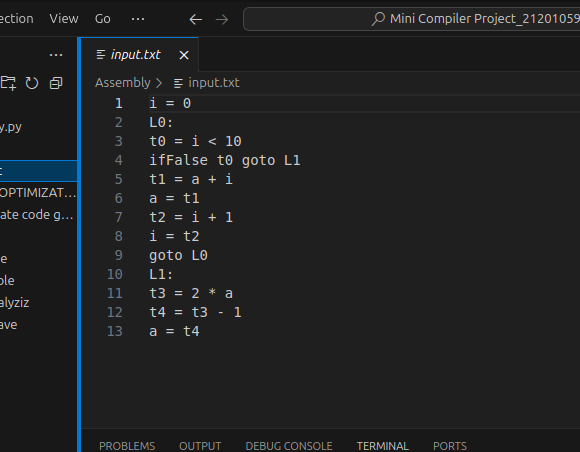 ection View Go ...
Mini Compiler Project_21201059
...
input.txt ×
Assembly > input.txt
y.py
t
OPTIMIZAT...
ate code g...
e
ole
alyziz
ave
1 i = 0
2 L0:
3 t0 = i < 10
4 ifFalse t0 goto L1
5 t1 = a + i
6 a = t1
7 t2 = i + 1
8 i = t2
9 goto L0
10 L1:
11 t3 = 2 * a
12 t4 = t3 - 1
13 a = t4
PROBLEMS OUTPUT DEBUG CONSOLE TERMINAL PORTS